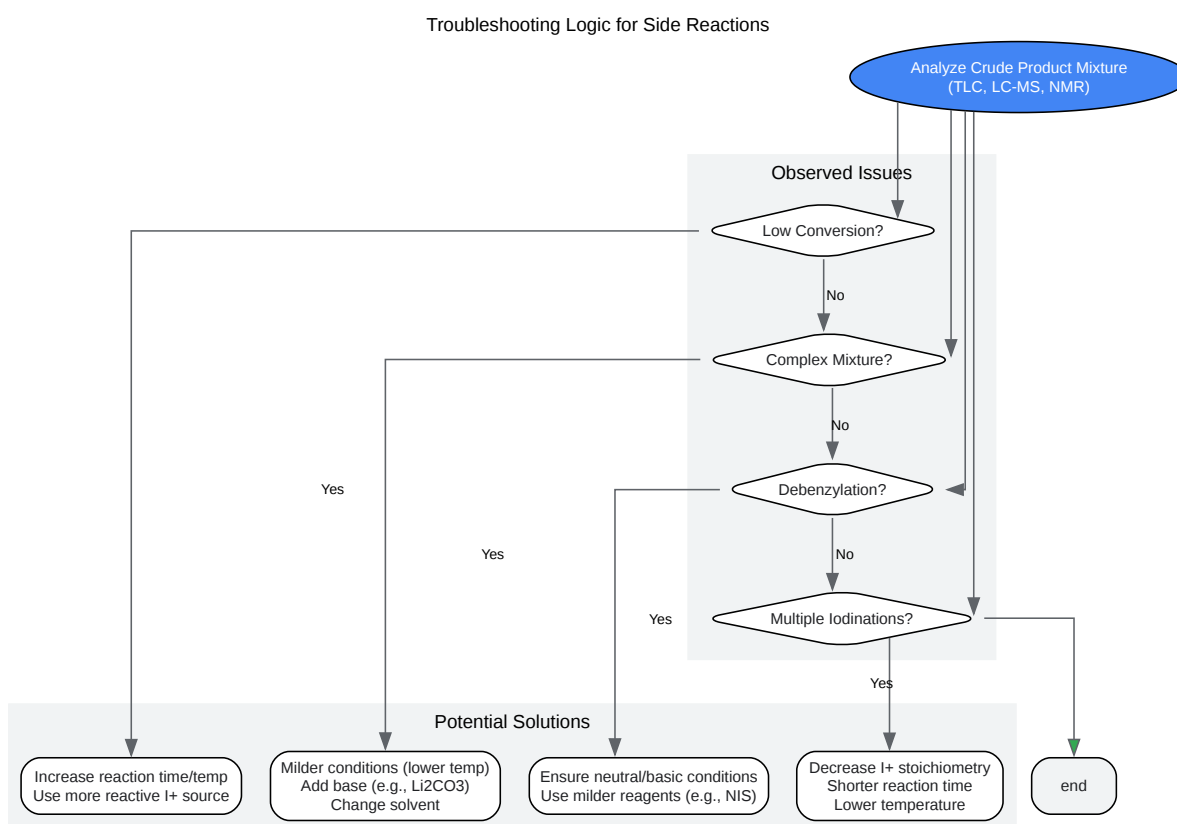 Troubleshooting Logic for Side Reactions
Analyze Crude Product Mixture
(TLC, LC-MS, NMR)
Observed Issues
Low Conversion?
No
Complex Mixture?
No
Yes
Debenzylation?
Yes
No
Yes
Multiple Iodinations?
Yes
Potential Solutions
Increase reaction time/temp
Use more reactive I+ source
Milder conditions (lower temp)
Add base (e.g., Li2CO3)
Change solvent
Ensure neutral/basic conditions
Use milder reagents (e.g., NIS)
Decrease I+ stoichiometry
Shorter reaction time
Lower temperature
end